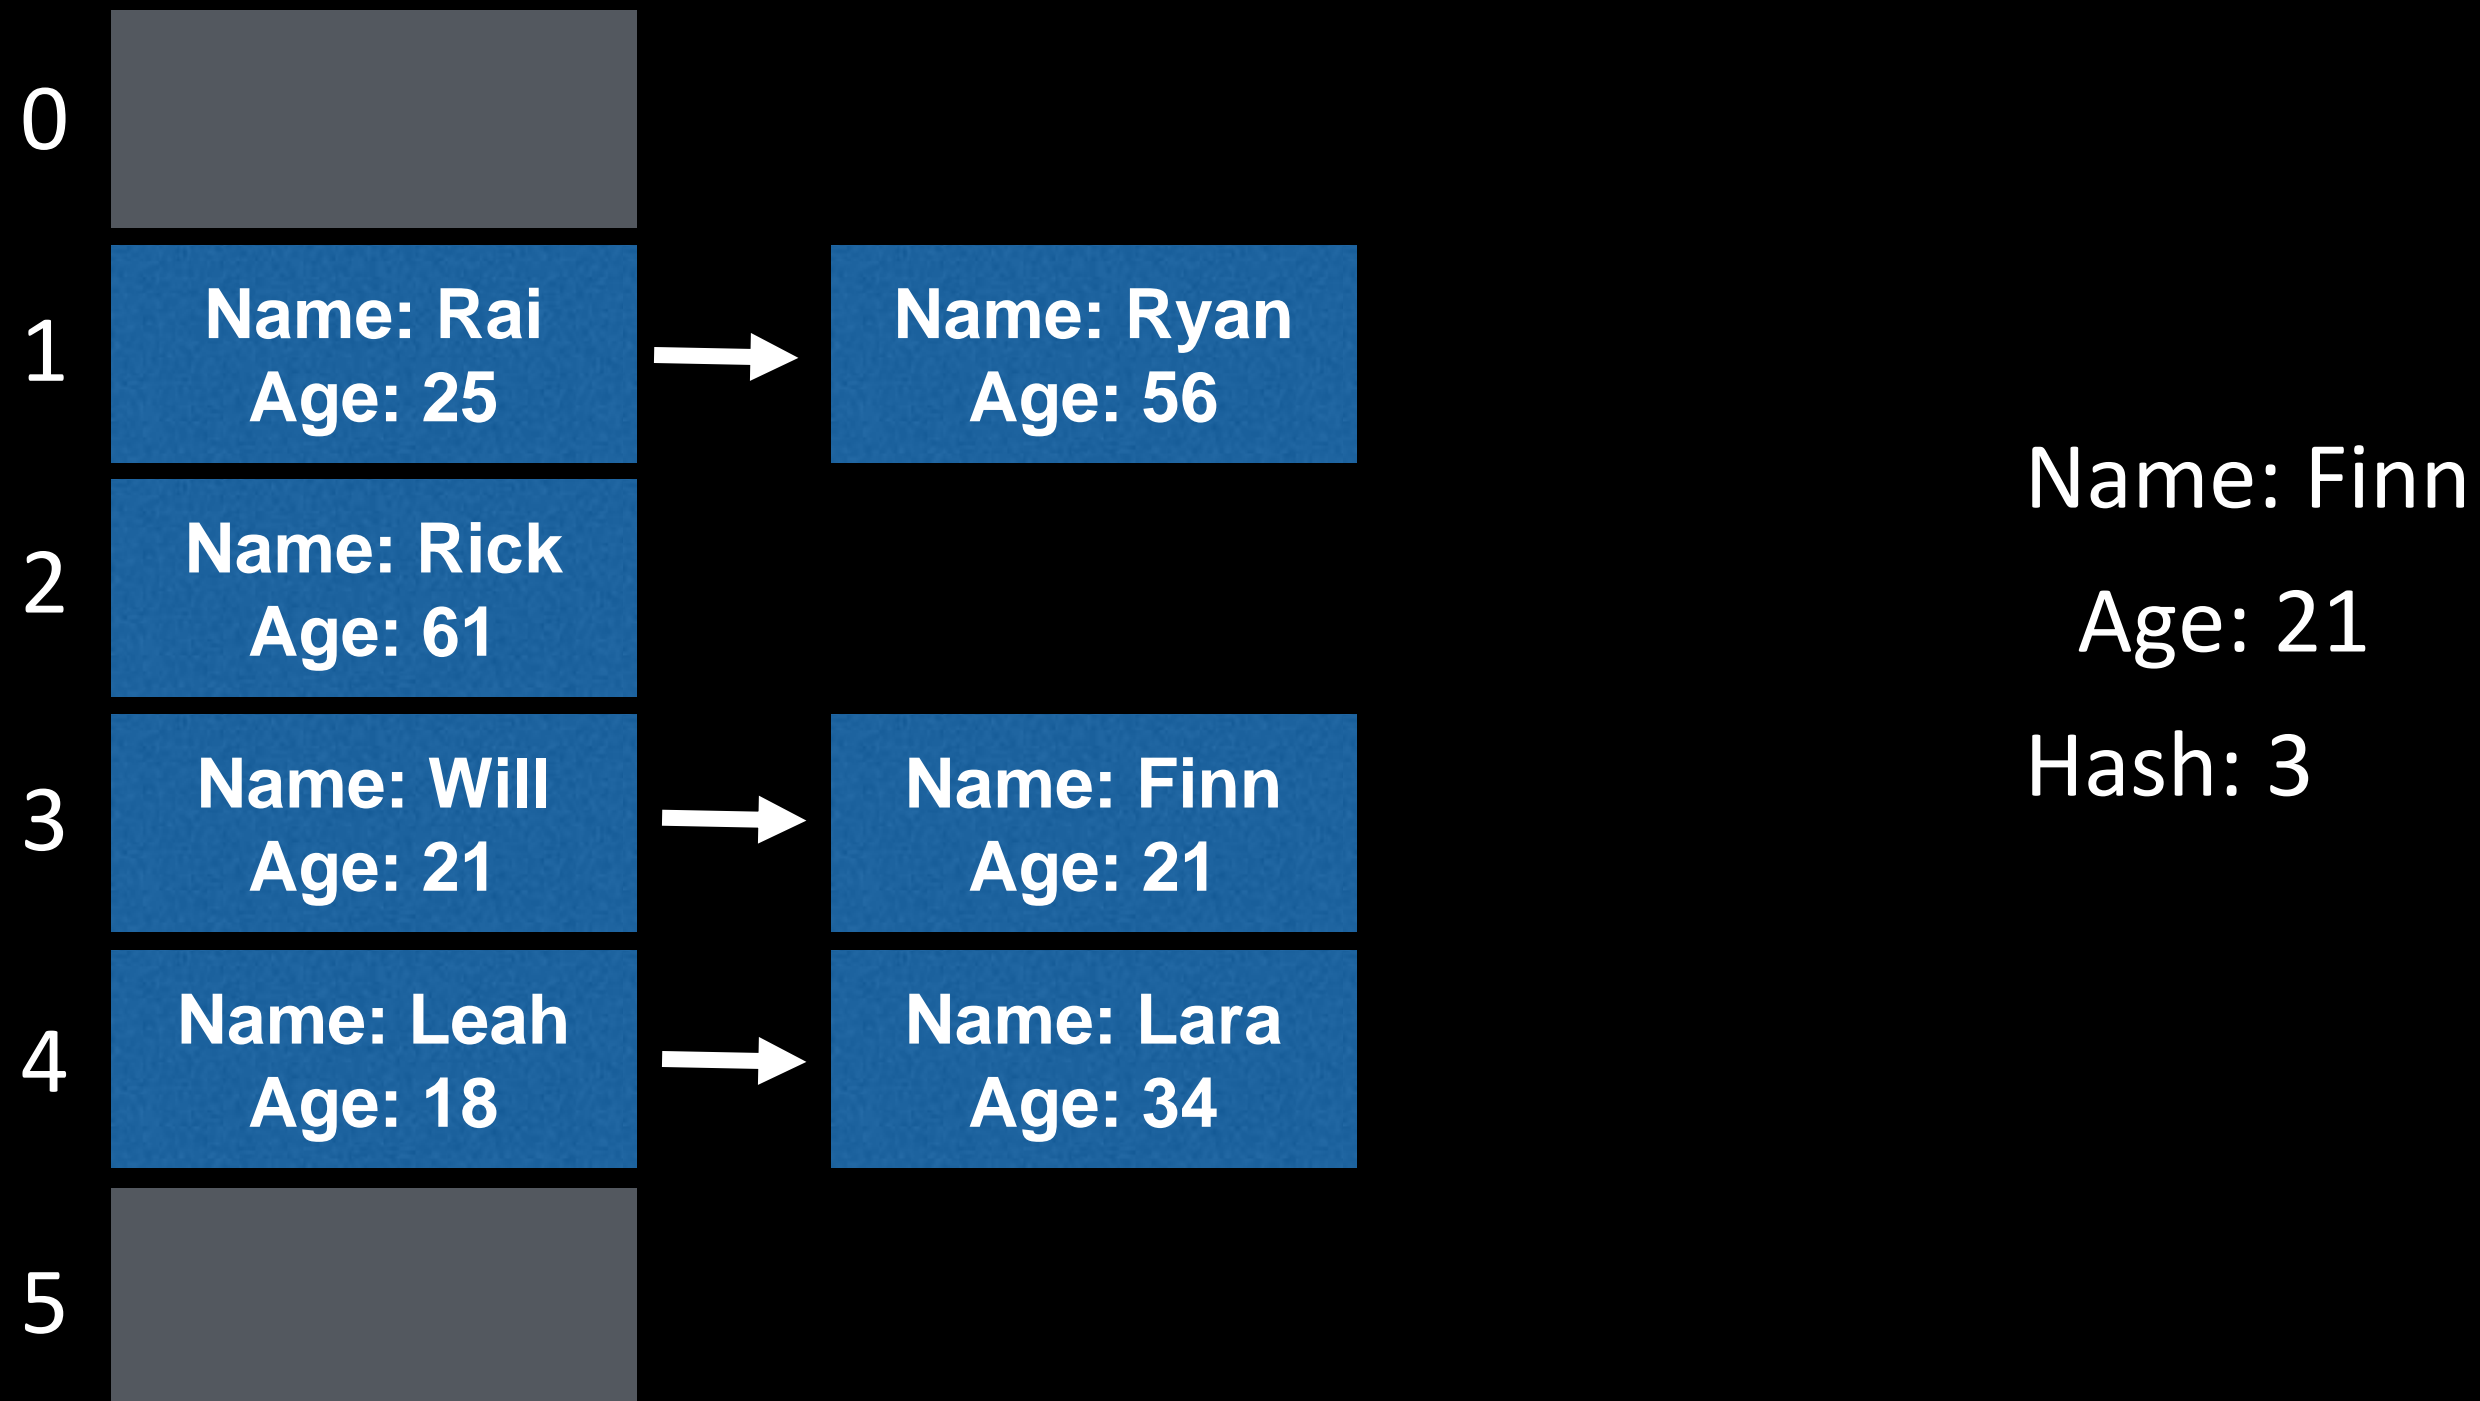 0
1
Name: Rai
Age: 25
Name: Ryan
Age: 56
2
Name: Rick
Age: 61
3
Name: Will
Age: 21
Name: Finn
Age: 21
4
Name: Leah
Age: 18
Name: Lara
Age: 34
5
Name: Finn
Age: 21
Hash: 3